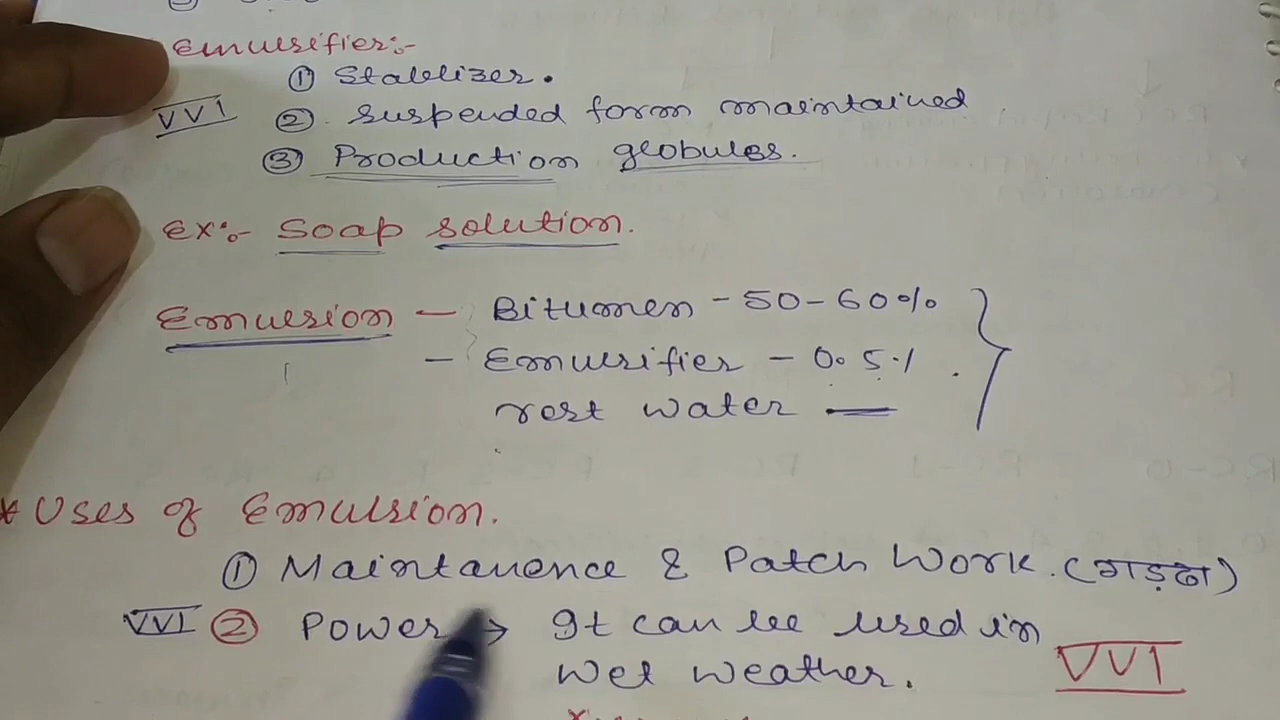 Emulsifier:-
① Stabilizer.
VVI ② Suspended form maintained
③ Production globules.
Ex:- Soap solution.
Emulsion - Bitumen - 50-60%
- Emulsifier - 0.5%
rest water —
* Uses of Emulsion.
① Maintanence & Patch Work. (गड़ढा)
VVI ② Power → It can be used in
Wet weather. VVI